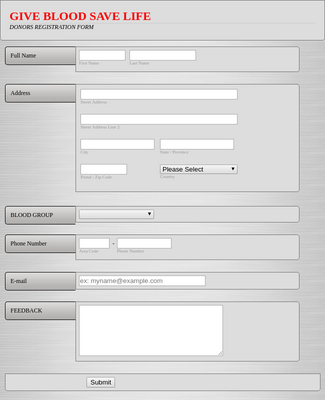 GIVE BLOOD SAVE LIFE
DONORS REGISTRATION FORM
Full Name
First Name Last Name
Address
Street Address
Street Address Line 2
City State / Province
Postal / Zip Code Country
Please Select
BLOOD GROUP
Phone Number
-
Area Code Phone Number
E-mail
ex: myname@example.com
FEEDBACK
Submit